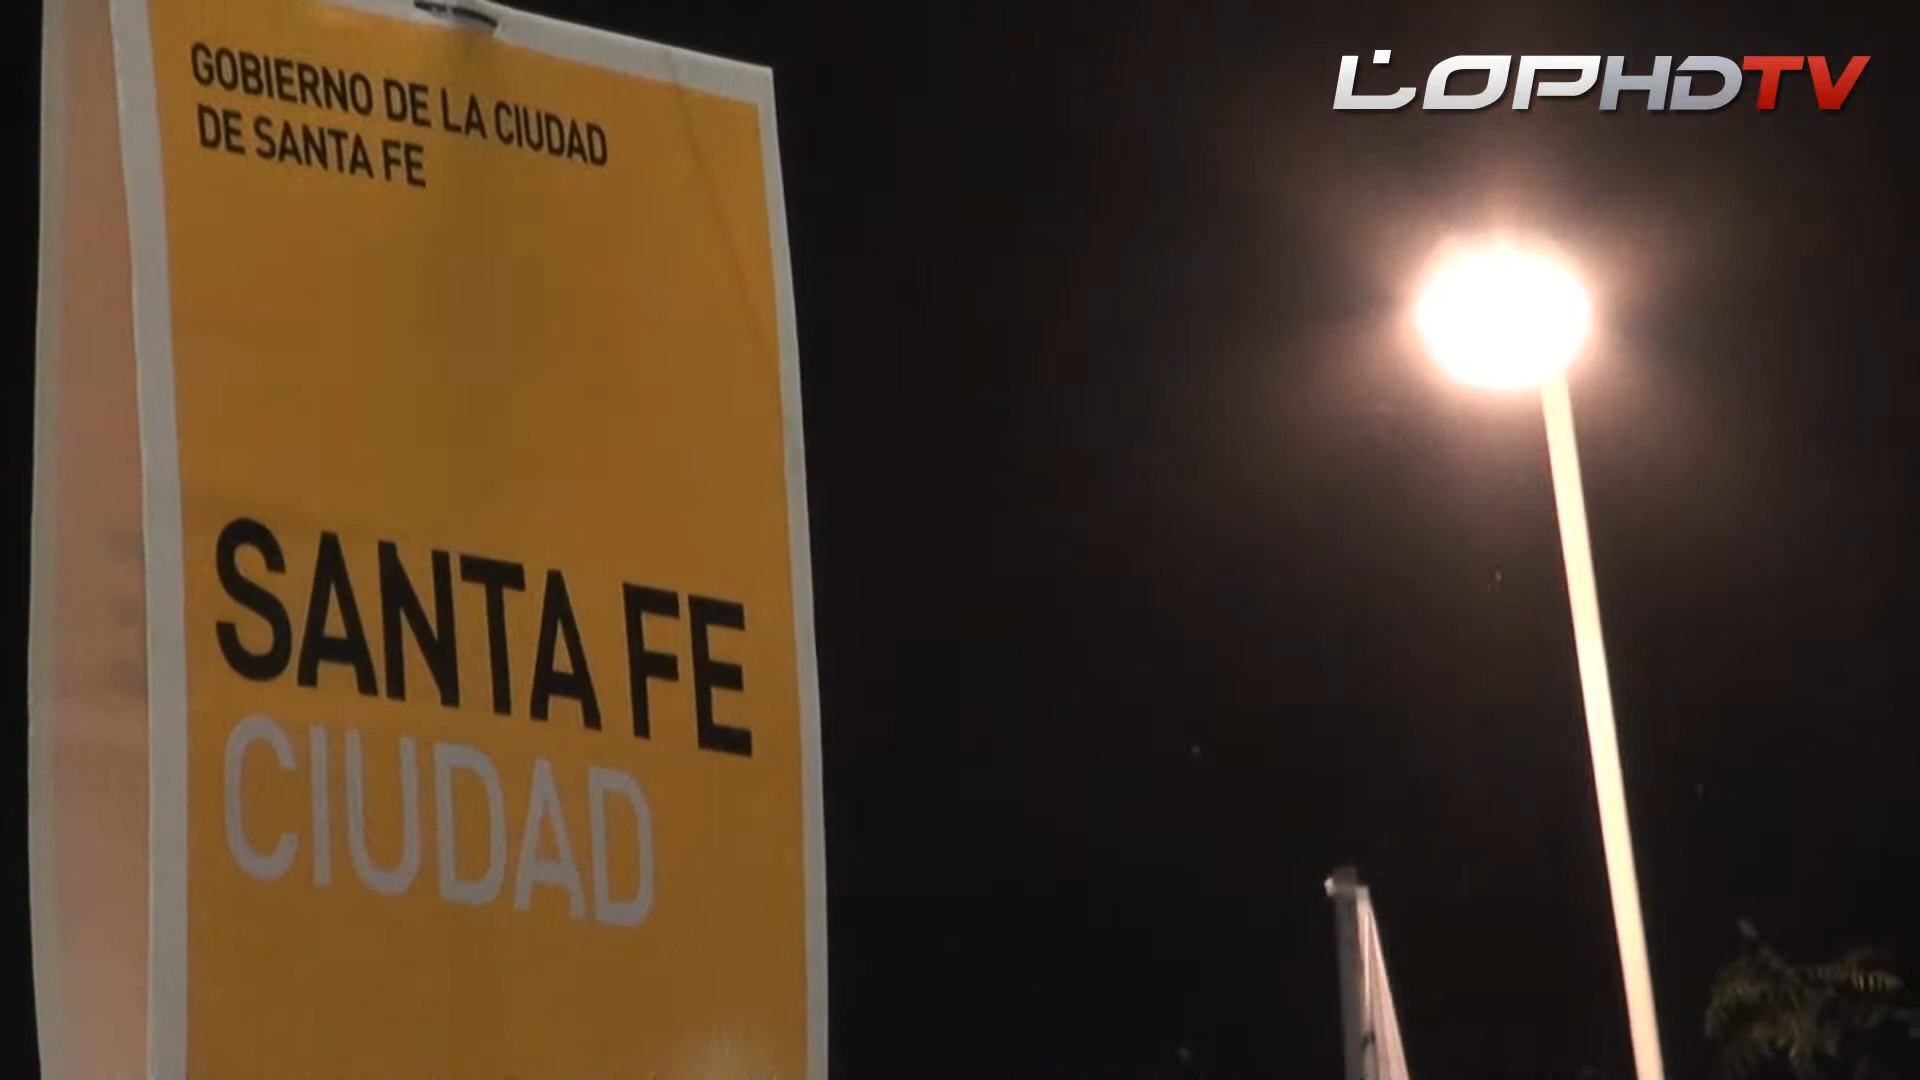 GOBIERNO DE LA CIUDAD
DE SANTA FE
SANTA FE
CIUDAD
LOPHDTV